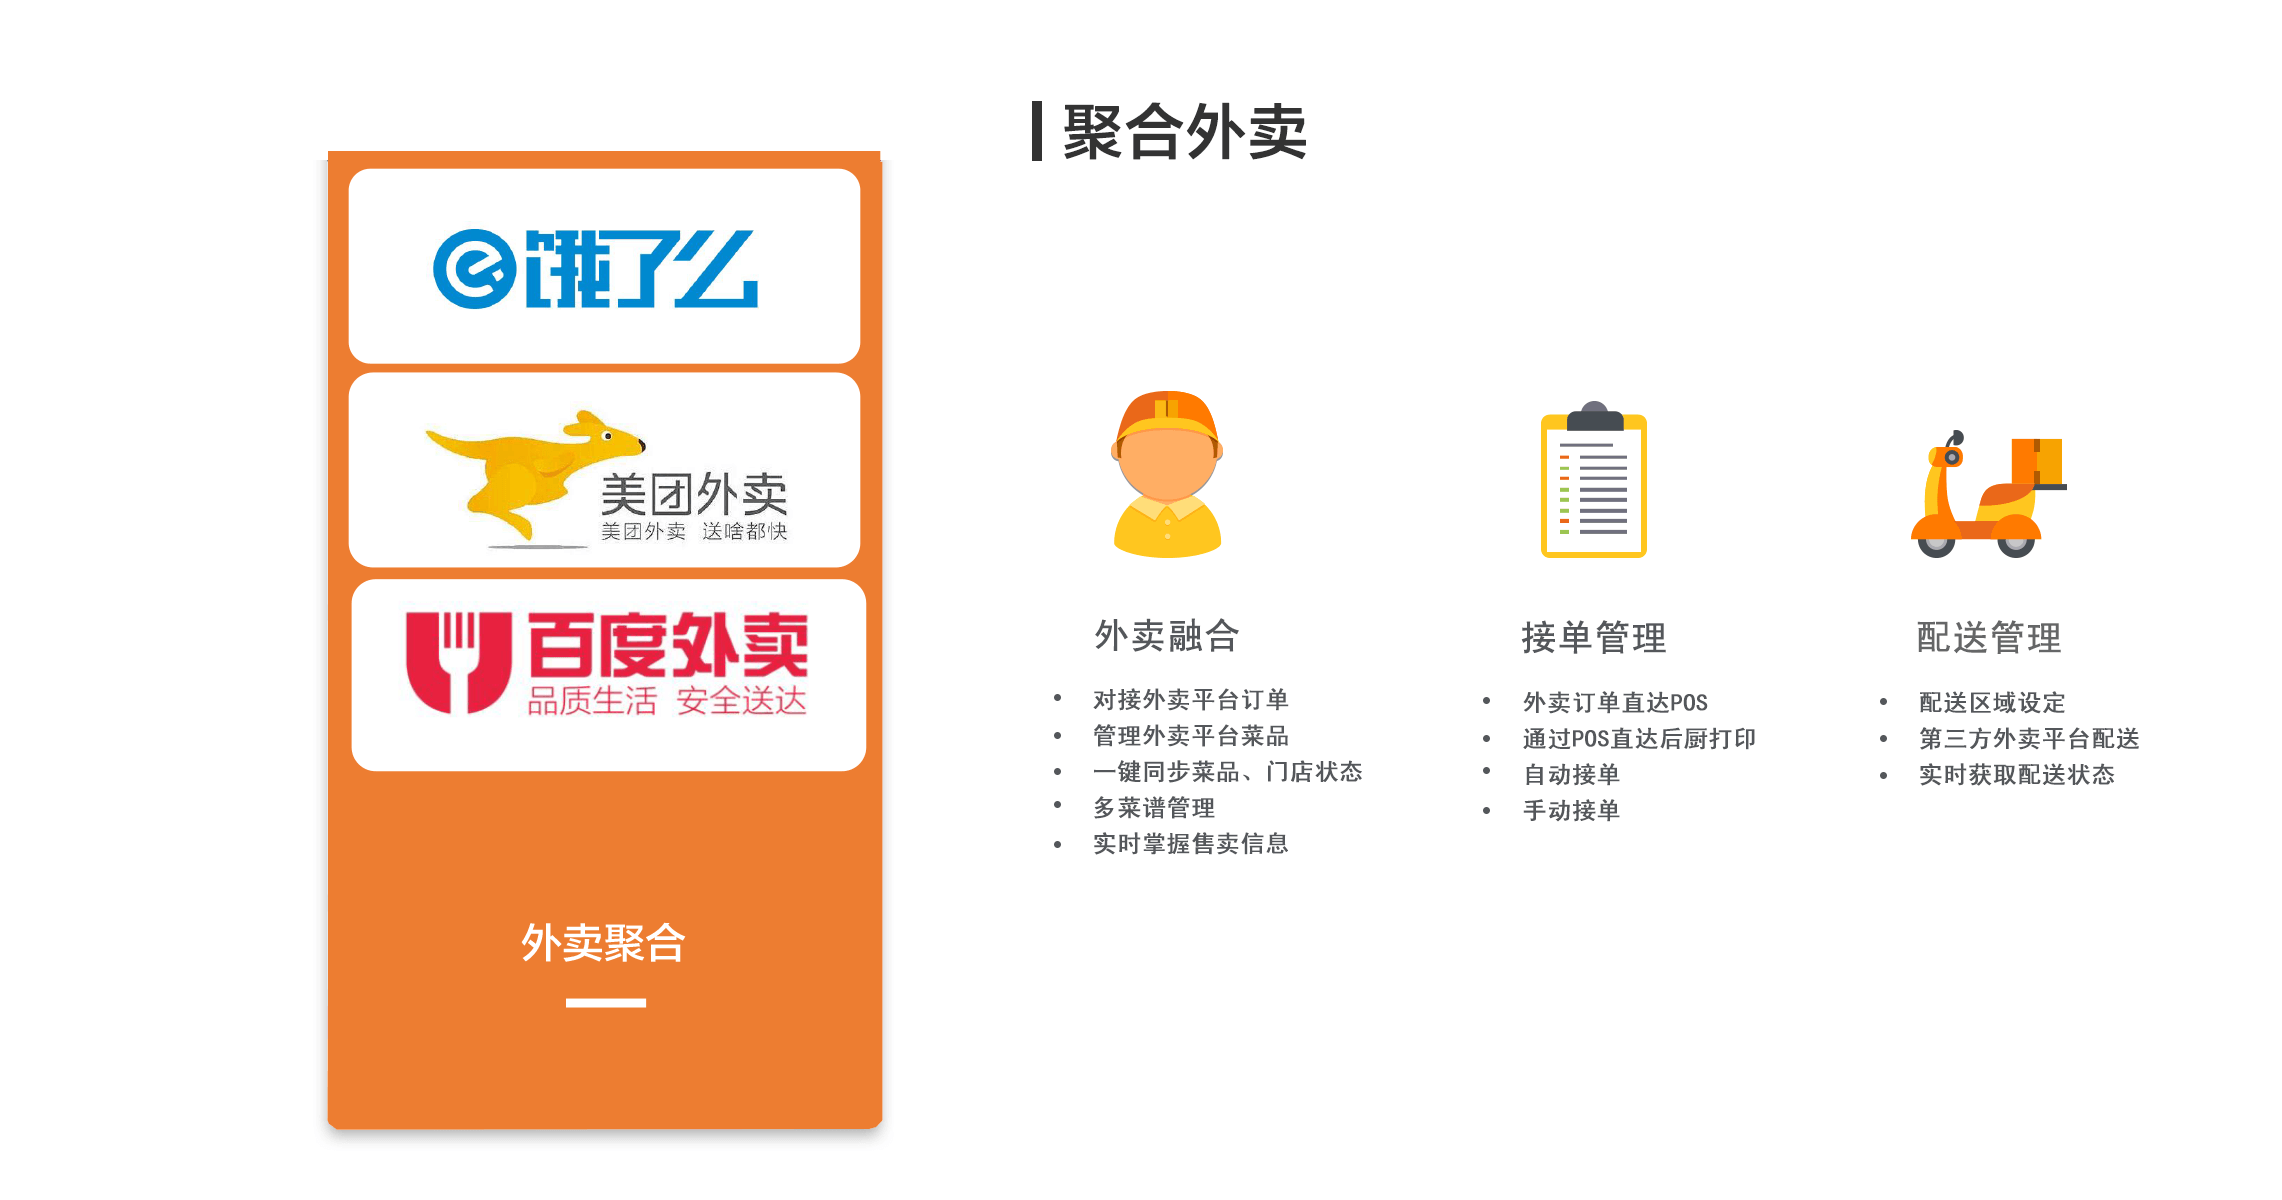 聚合外卖
饿了么
美团外卖
美团外卖 送啥都快
百度外卖
品质生活 安全送达
外卖聚合
外卖融合
• 对接外卖平台订单
• 管理外卖平台菜品
• 一键同步菜品、门店状态
• 多菜谱管理
• 实时掌握售卖信息
接单管理
• 外卖订单直达POS
• 通过POS直达后厨打印
• 自动接单
• 手动接单
配送管理
• 配送区域设定
• 第三方外卖平台配送
• 实时获取配送状态